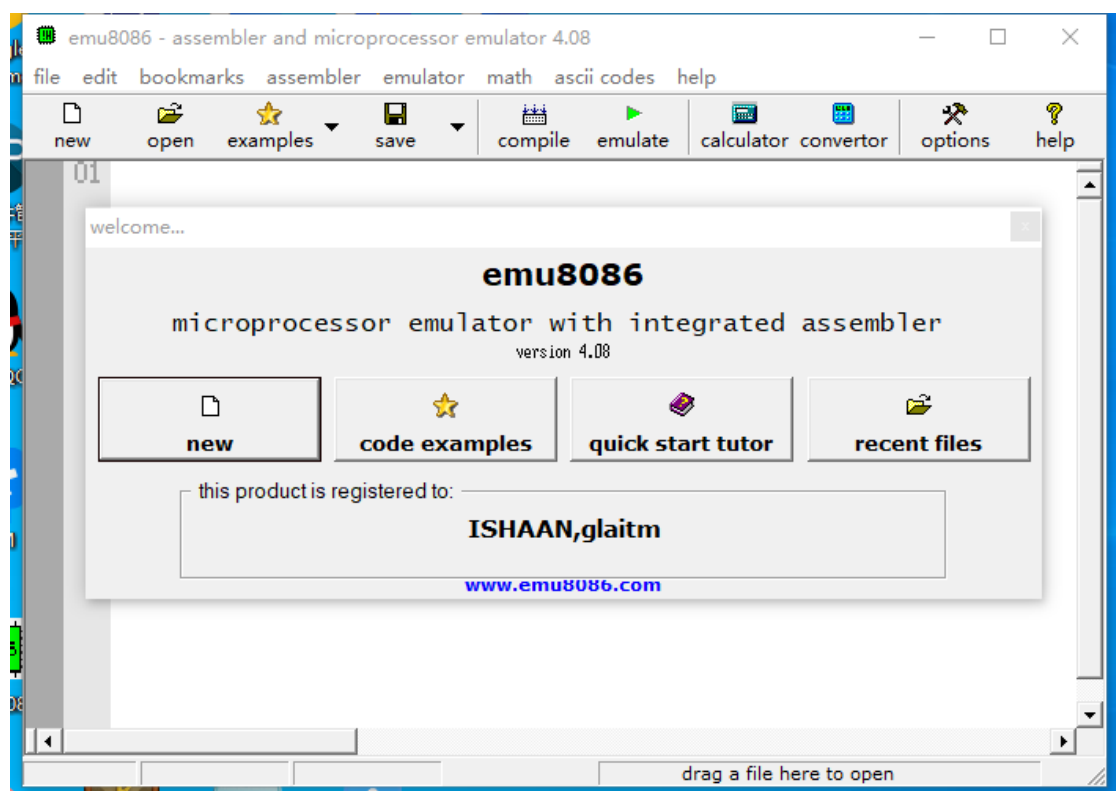 emu8086 - assembler and microprocessor emulator 4.08
file edit bookmarks assembler emulator math ascii codes help
new open examples save compile emulate calculator convertor options help
01
welcome...
emu8086
microprocessor emulator with integrated assembler
version 4.08
new code examples quick start tutor recent files
this product is registered to:
ISHAAN,glaitm
www.emu8086.com
drag a file here to open